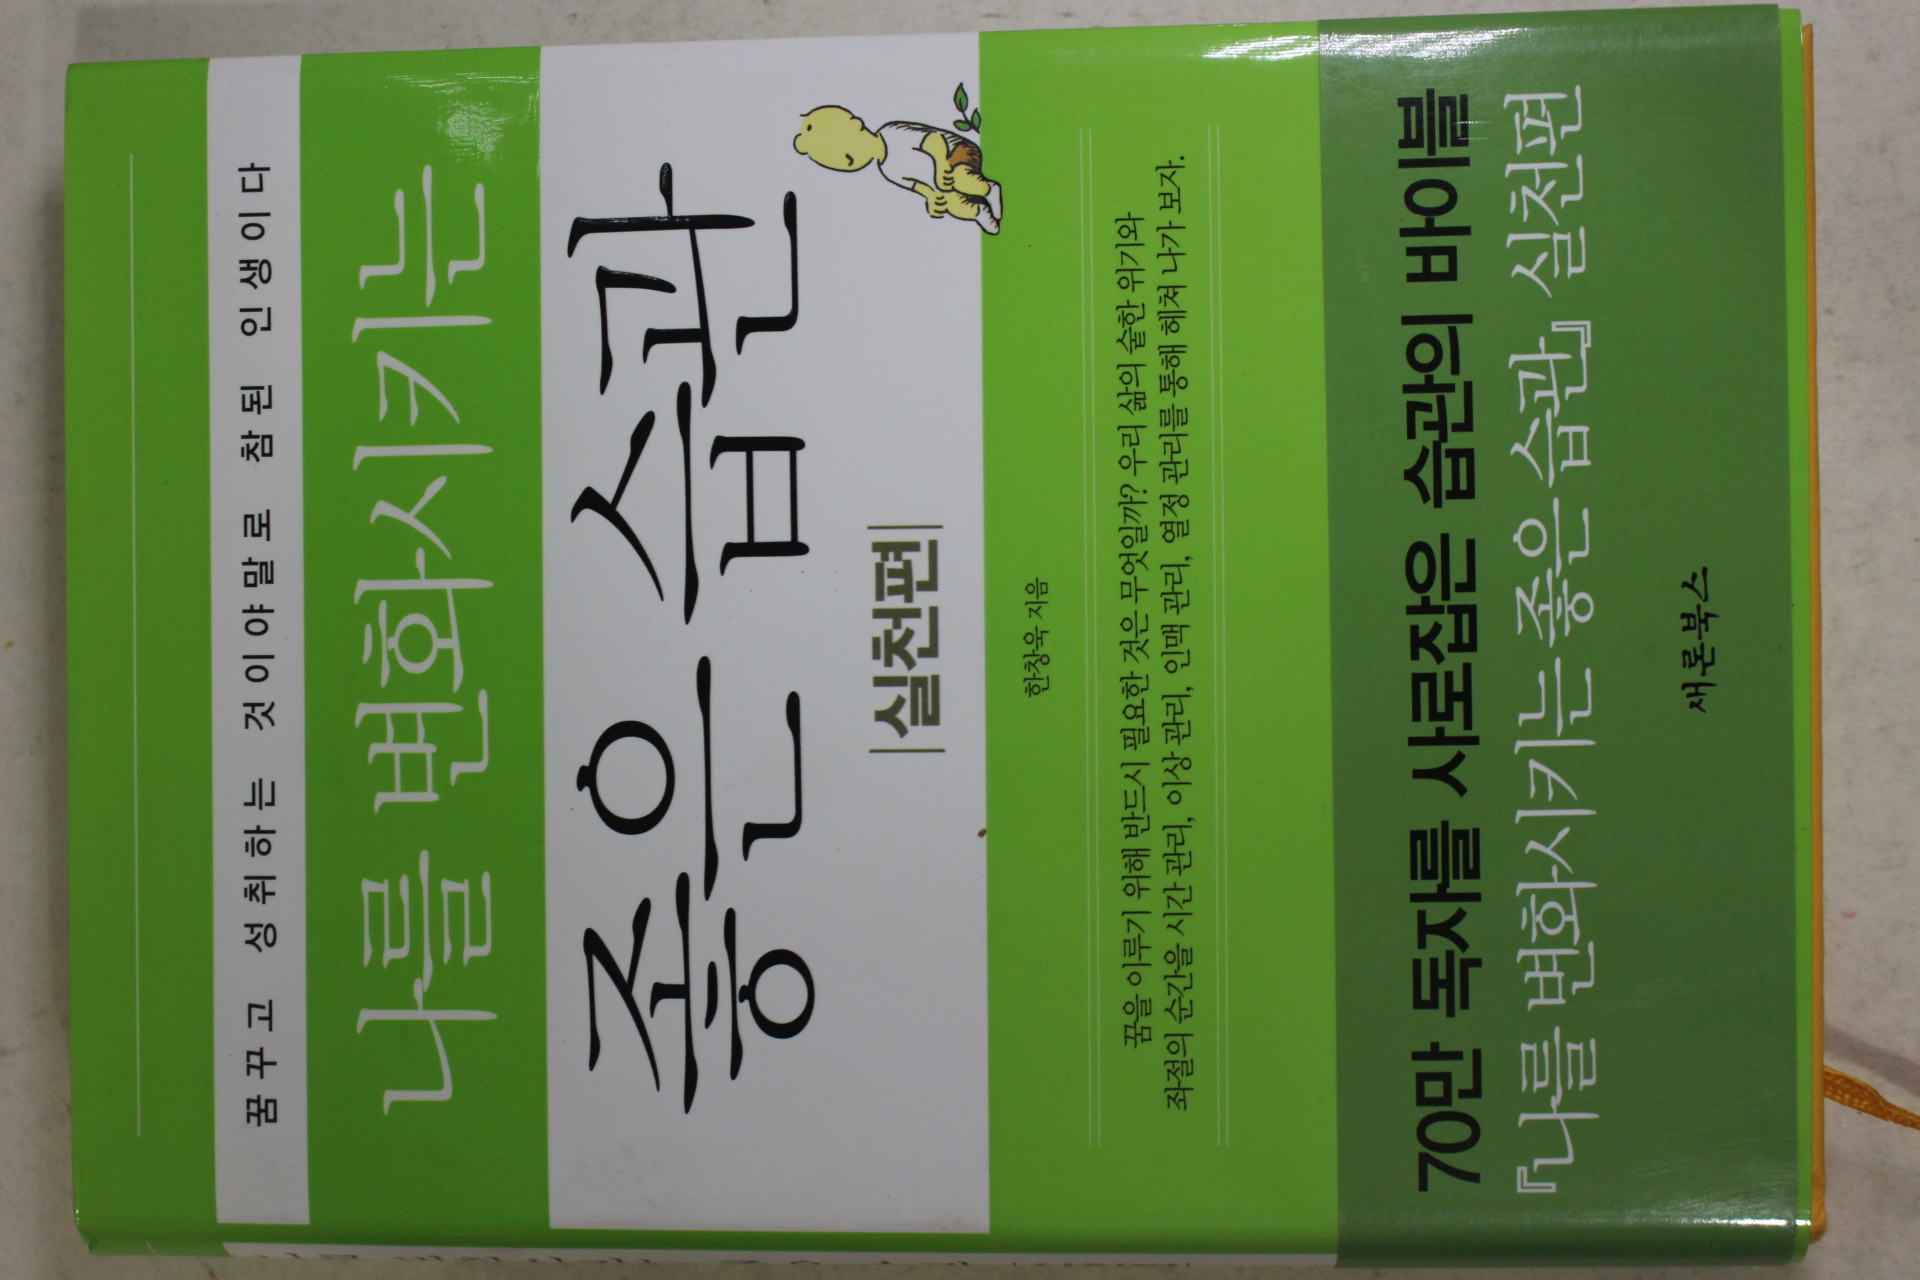 꿈꾸고 성취하는 것이야말로 참된 인생이다
나를 변화시키는
좋은 습관
|실천편|
한창욱 지음
꿈을 이루기 위해 반드시 필요한 것은 무엇일까? 우리 삶의 숱한 위기와
좌절의 순간을 시간 관리, 이상 관리, 인맥 관리, 열정 관리를 통해 헤쳐 나가 보자.
70만 독자를 사로잡은 습관의 바이블
『나를 변화시키는 좋은 습관』 실천편
새론북스